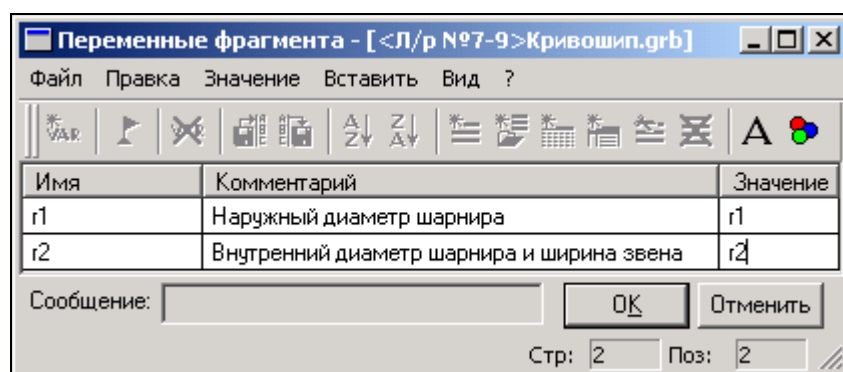 Переменные фрагмента - [<Л/р №7-9>Кривошип.grb]
Файл Правка Значение Вставить Вид ?
VAR A Z Z A A
Имя Комментарий Значение
r1 Наружный диаметр шарнира r1
r2 Внутренний диаметр шарнира и ширина звена r2
Сообщение: OK Отменить
Стр: 2 Поз: 2